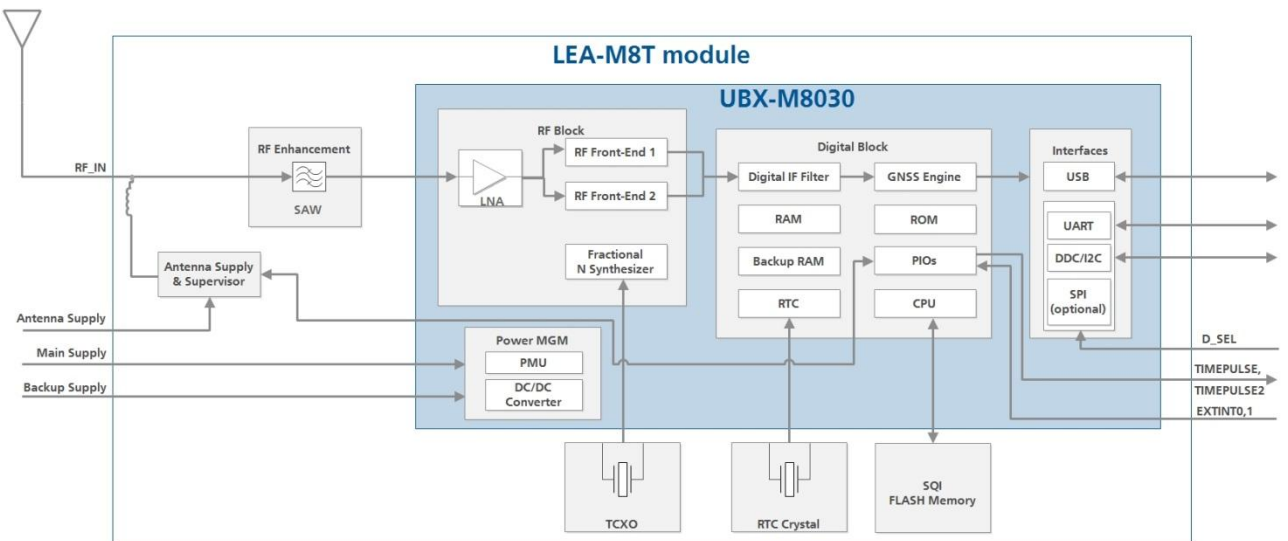 LEA-M8T module
UBX-M8030
RF_IN
RF Enhancement
SAW
RF Block
LNA
RF Front-End 1
RF Front-End 2
Fractional
N Synthesizer
Digital Block
Digital IF Filter
GNSS Engine
RAM
ROM
Backup RAM
PIOs
RTC
CPU
Interfaces
USB
UART
DDC/I2C
SPI
(optional)
Antenna Supply
& Supervisor
Antenna Supply
Main Supply
Backup Supply
Power MGM
PMU
DC/DC
Converter
D_SEL
TIMEPULSE,
TIMEPULSE2
EXTINT0,1
TCXO
RTC Crystal
SQI
FLASH Memory